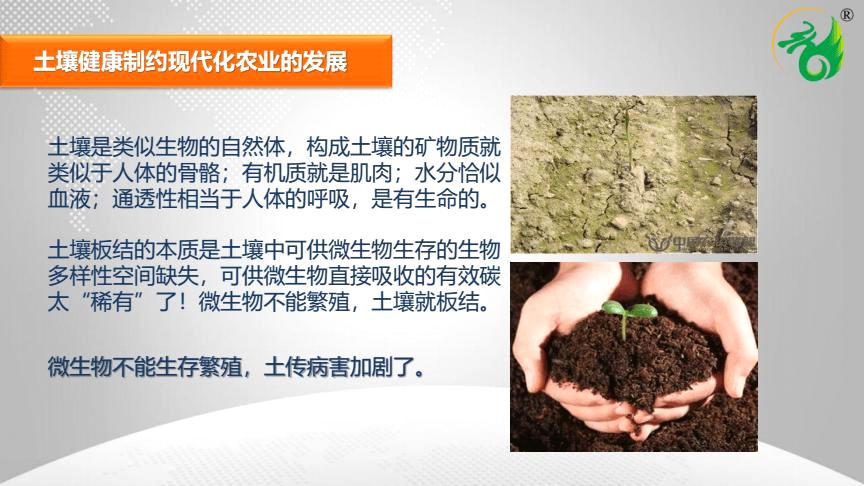 土壤健康制约现代化农业的发展
®
土壤是类似生物的自然体，构成土壤的矿物质就
类似于人体的骨骼；有机质就是肌肉；水分恰似
血液；通透性相当于人体的呼吸，是有生命的。
土壤板结的本质是土壤中可供微生物生存的生物
多样性空间缺失，可供微生物直接吸收的有效碳
太“稀有”了！微生物不能繁殖，土壤就板结。
微生物不能生存繁殖，土传病害加剧了。